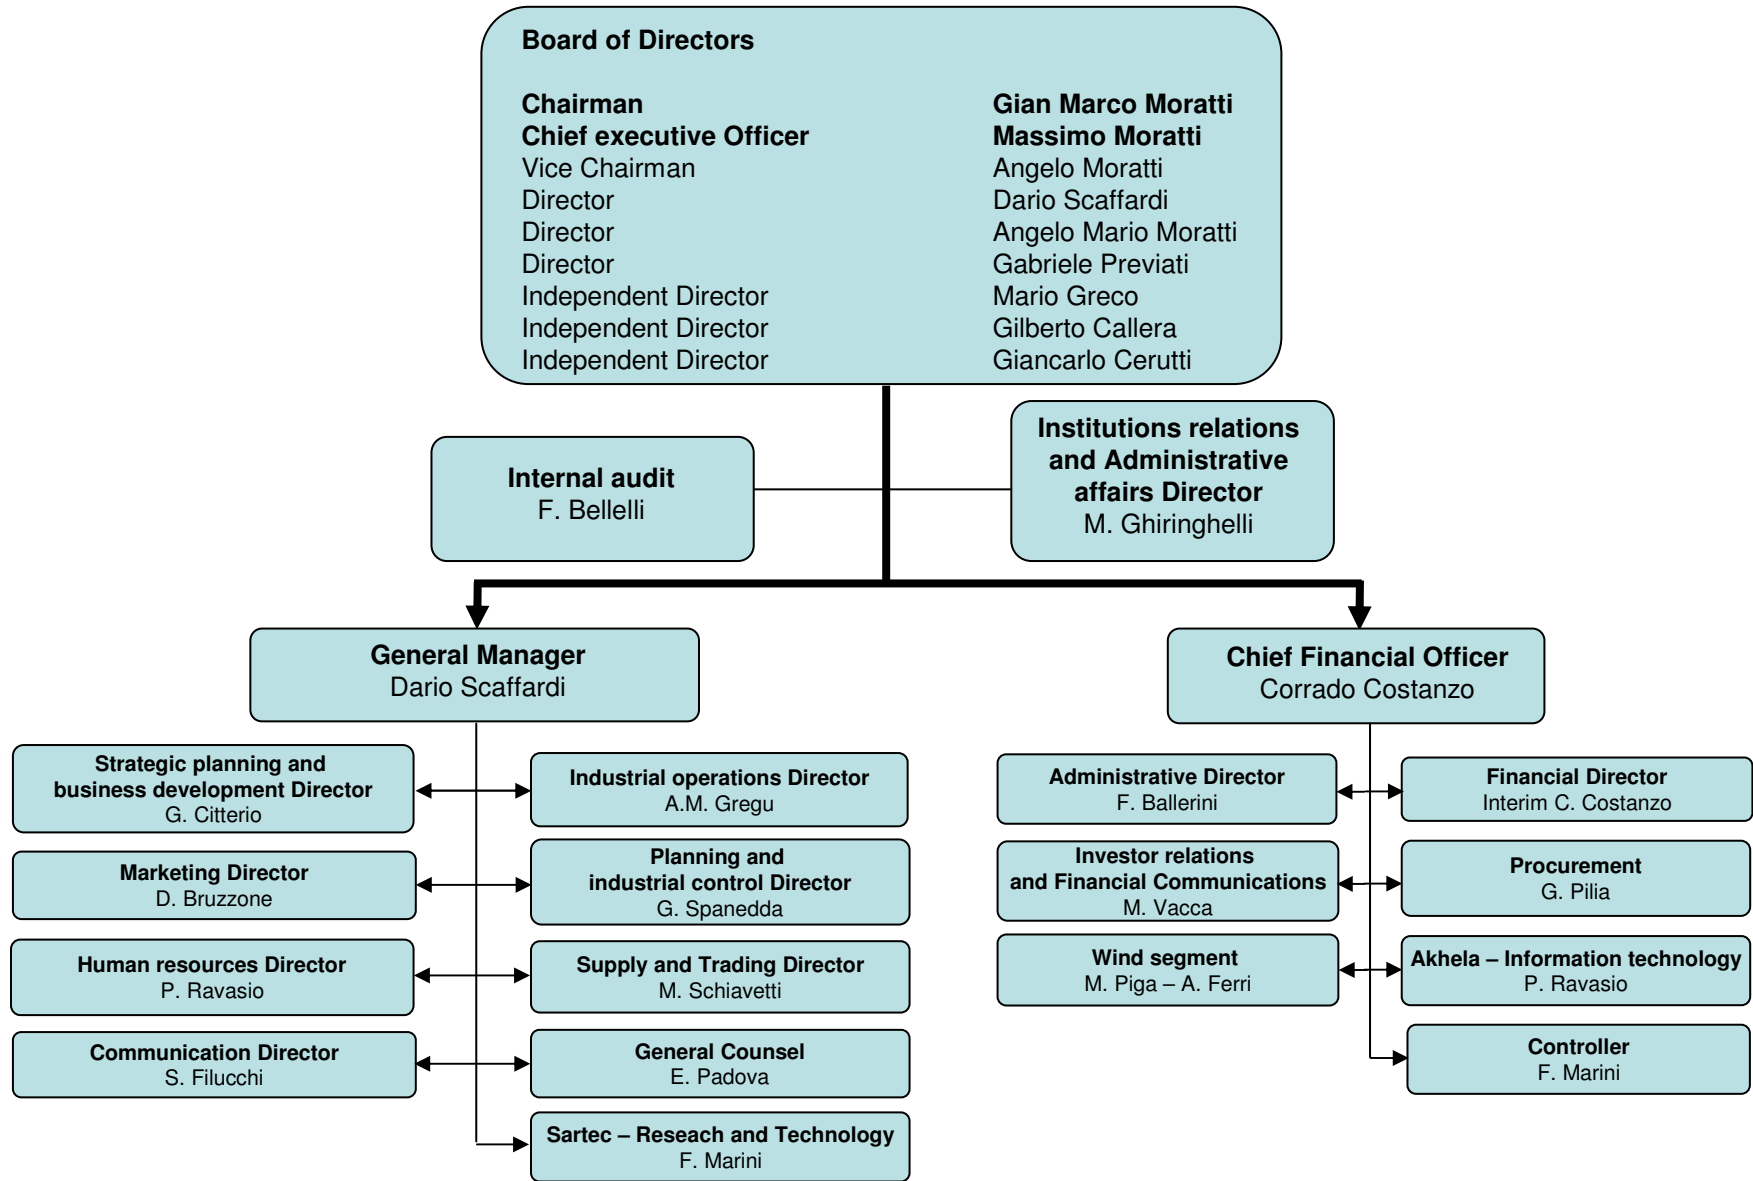 Board of Directors
Chairman Gian Marco Moratti
Chief executive Officer Massimo Moratti
Vice Chairman Angelo Moratti
Director Dario Scaffardi
Director Angelo Mario Moratti
Director Gabriele Previati
Independent Director Mario Greco
Independent Director Gilberto Callera
Independent Director Giancarlo Cerutti
Internal audit
F. Bellelli
Institutions relations
and Administrative
affairs Director
M. Ghiringhelli
General Manager
Dario Scaffardi
Chief Financial Officer
Corrado Costanzo
Strategic planning and
business development Director
G. Citterio
Industrial operations Director
A.M. Gregu
Marketing Director
D. Bruzzone
Planning and
industrial control Director
G. Spanedda
Human resources Director
P. Ravasio
Supply and Trading Director
M. Schiavetti
Communication Director
S. Filucchi
General Counsel
E. Padova
Sartec – Reseach and Technology
F. Marini
Administrative Director
F. Ballerini
Financial Director
Interim C. Costanzo
Investor relations
and Financial Communications
M. Vacca
Procurement
G. Pilia
Wind segment
M. Piga – A. Ferri
Akhela – Information technology
P. Ravasio
Controller
F. Marini